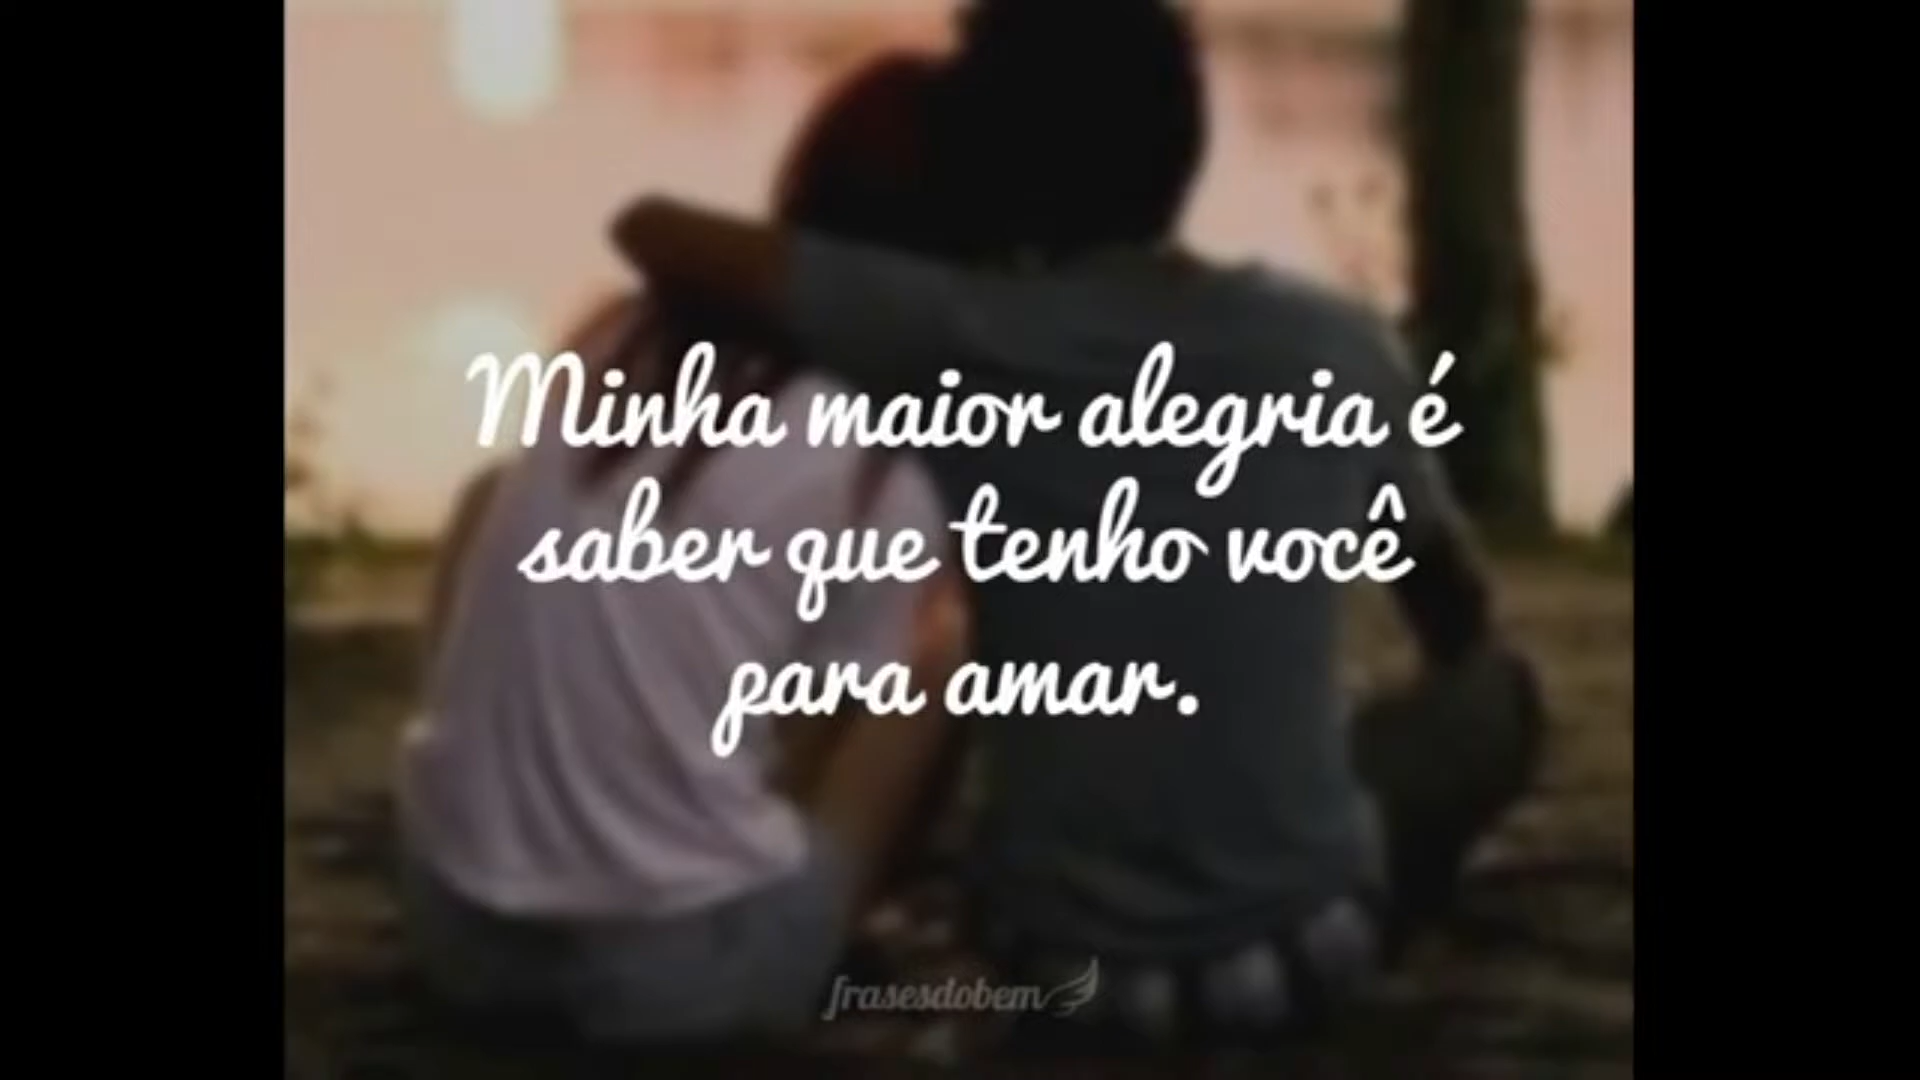 Minha maior alegria é
saber que tenho você
para amar.
frasesdobem